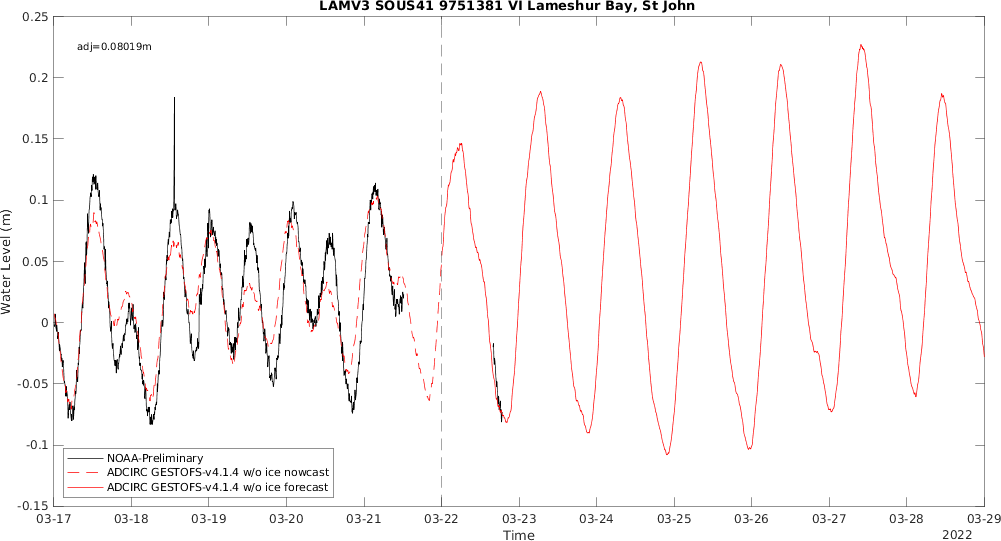 LAMV3 SOUS41 9751381 VI Lameshur Bay, St John
adj=0.08019m
0.25
0.2
0.15
0.1
0.05
0
-0.05
-0.1
-0.15
Water Level (m)
NOAA-Preliminary
ADCIRC GESTOFS-v4.1.4 w/o ice nowcast
ADCIRC GESTOFS-v4.1.4 w/o ice forecast
03-17 03-18 03-19 03-20 03-21 03-22 03-23 03-24 03-25 03-26 03-27 03-28 03-29
Time
2022